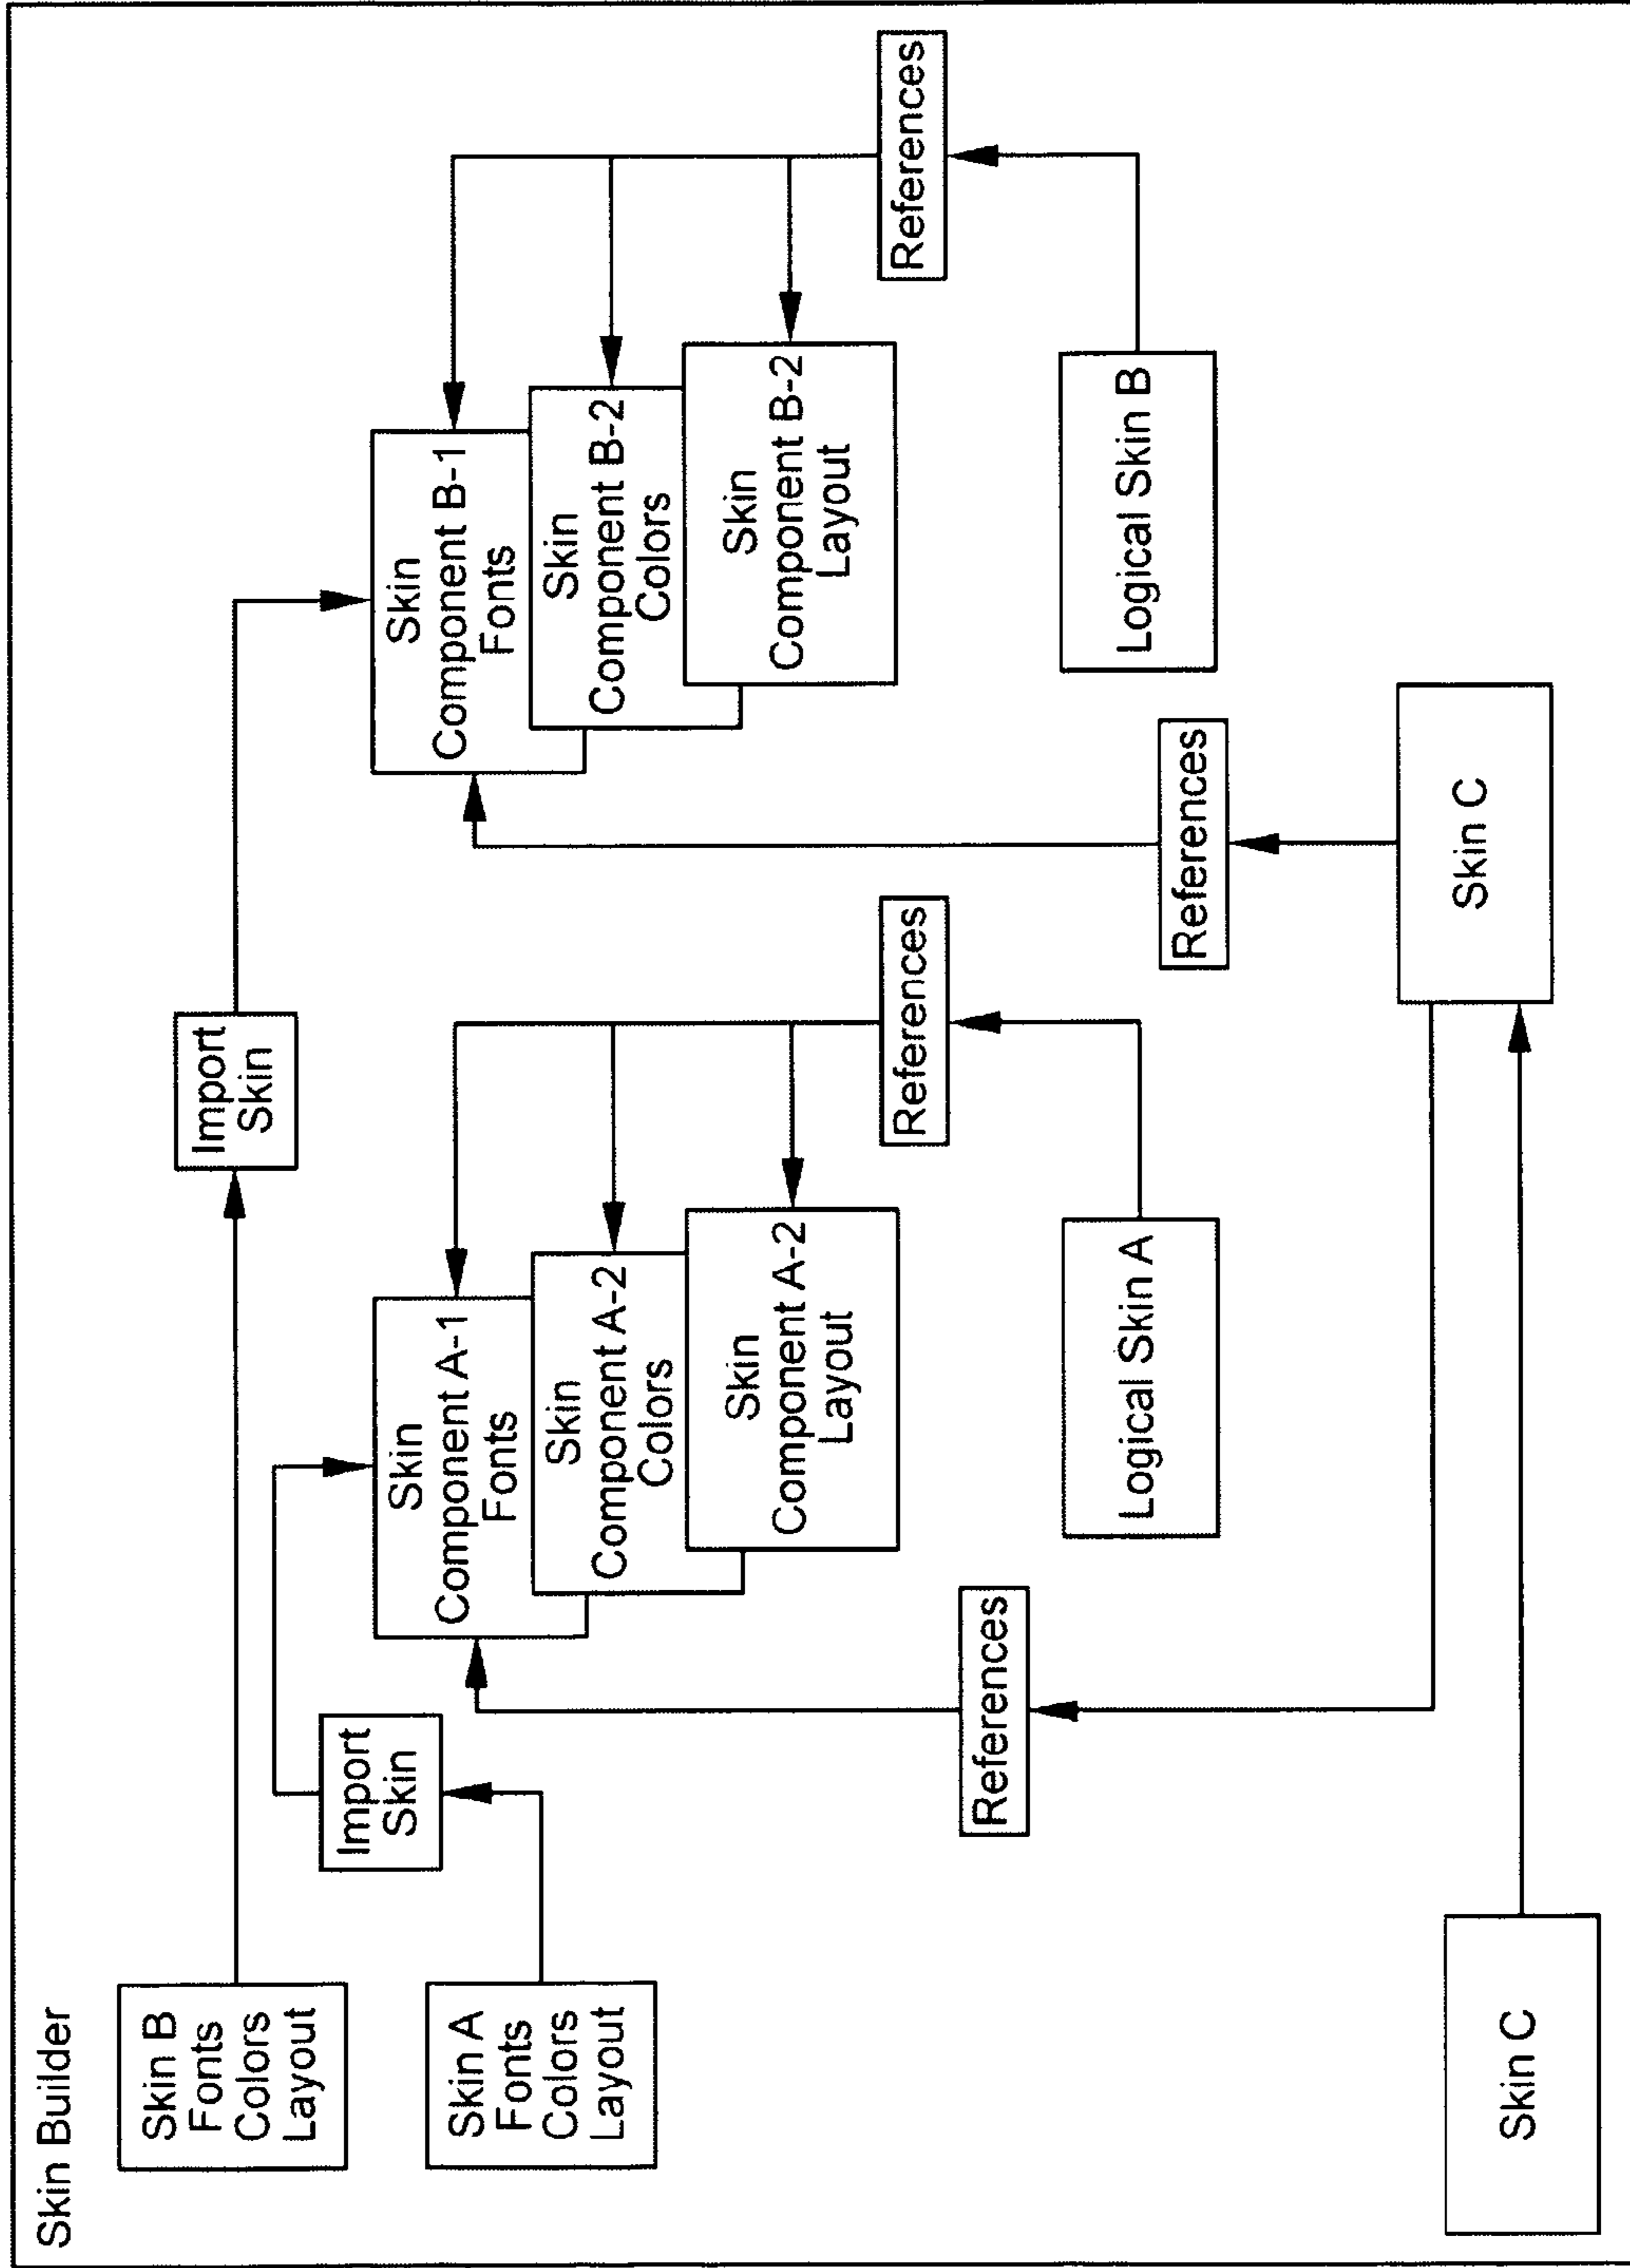 Skin Builder
Skin B
Fonts
Colors
Layout
Import
Skin
Skin A
Fonts
Colors
Layout
Import
Skin
Skin
Component A-1
Fonts
Skin
Component A-2
Colors
Skin
Component A-2
Layout
Skin
Component B-1
Fonts
Skin
Component B-2
Colors
Skin
Component B-2
Layout
References
References
References
References
Logical Skin A
Logical Skin B
Skin C
Skin C